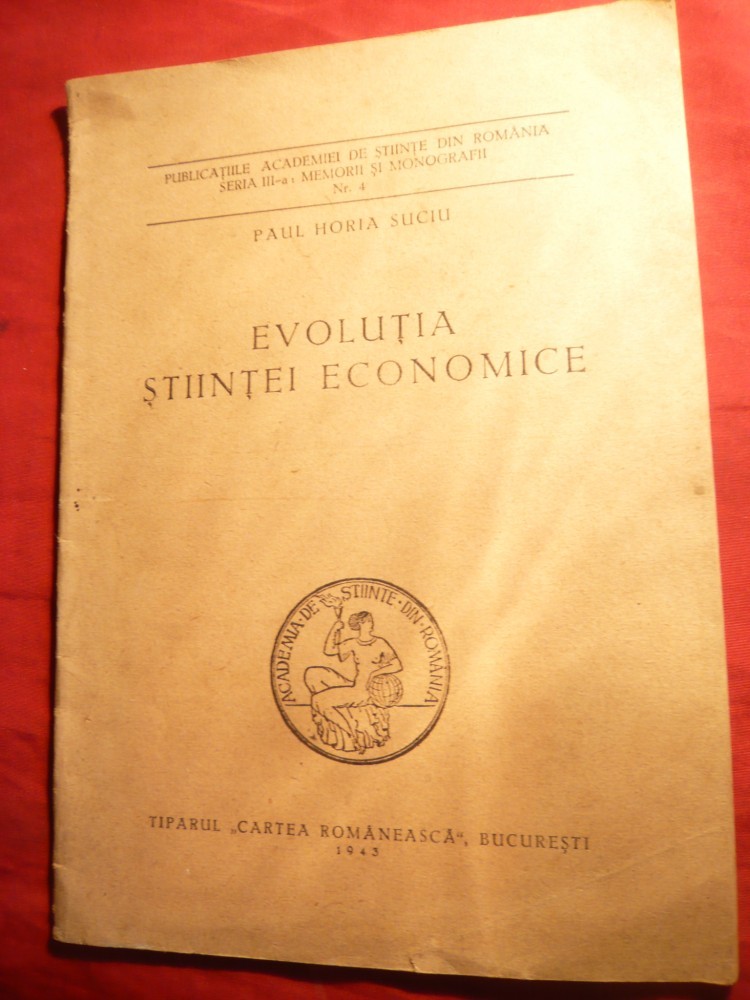 PUBLICAȚIILE ACADEMIEI DE ȘTIINȚE DIN ROMÂNIA
SERIA III-a: MEMORII ȘI MONOGRAFII
Nr. 4
PAUL HORIA SUCIU
EVOLUȚIA
ȘTIINȚEI ECONOMICE
ACADEMIA·DE·ȘTIINTE·DIN·ROMÂNIA
TIPARUL „CARTEA ROMÂNEASCĂ“, BUCUREȘTI
1943